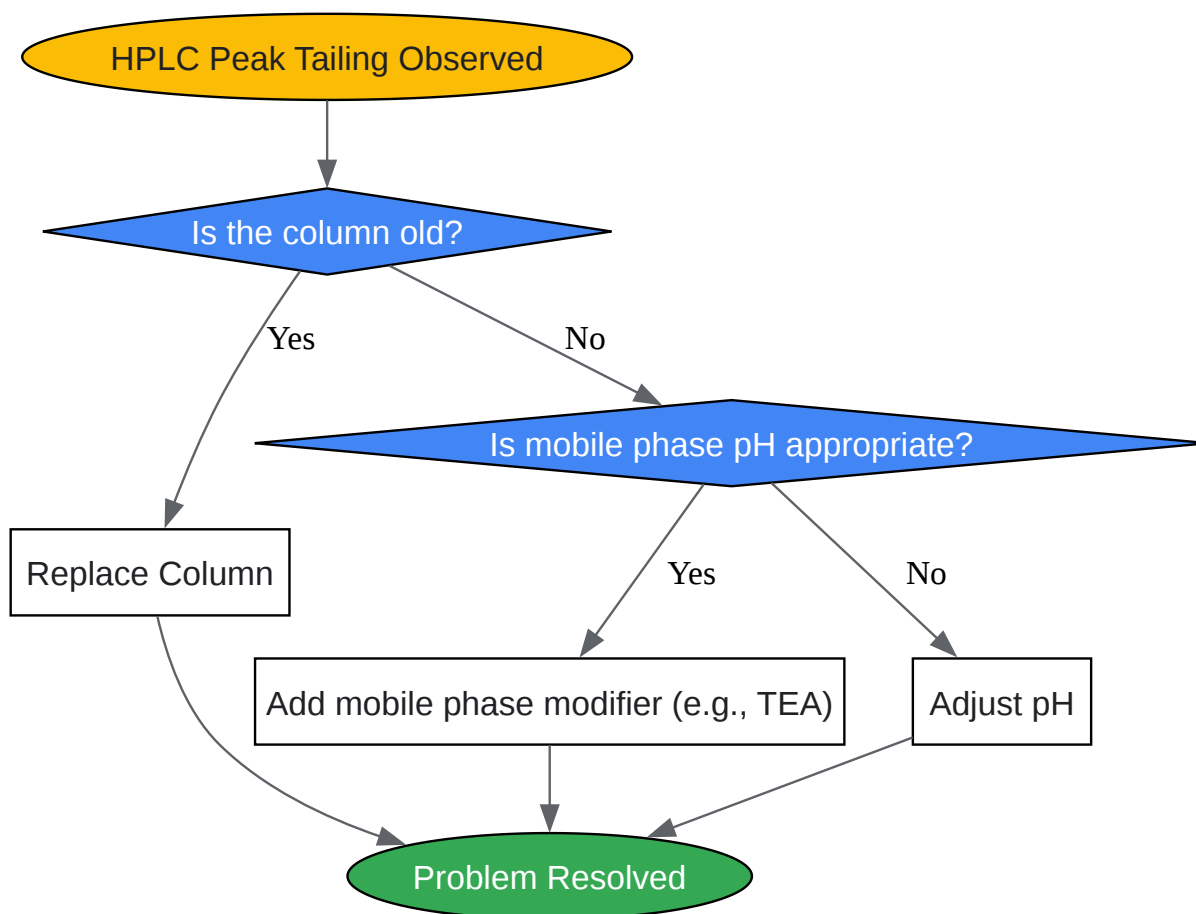 HPLC Peak Tailing Observed
Is the column old?
Yes
No
Is mobile phase pH appropriate?
Replace Column
Yes
No
Add mobile phase modifier (e.g., TEA)
Adjust pH
Problem Resolved